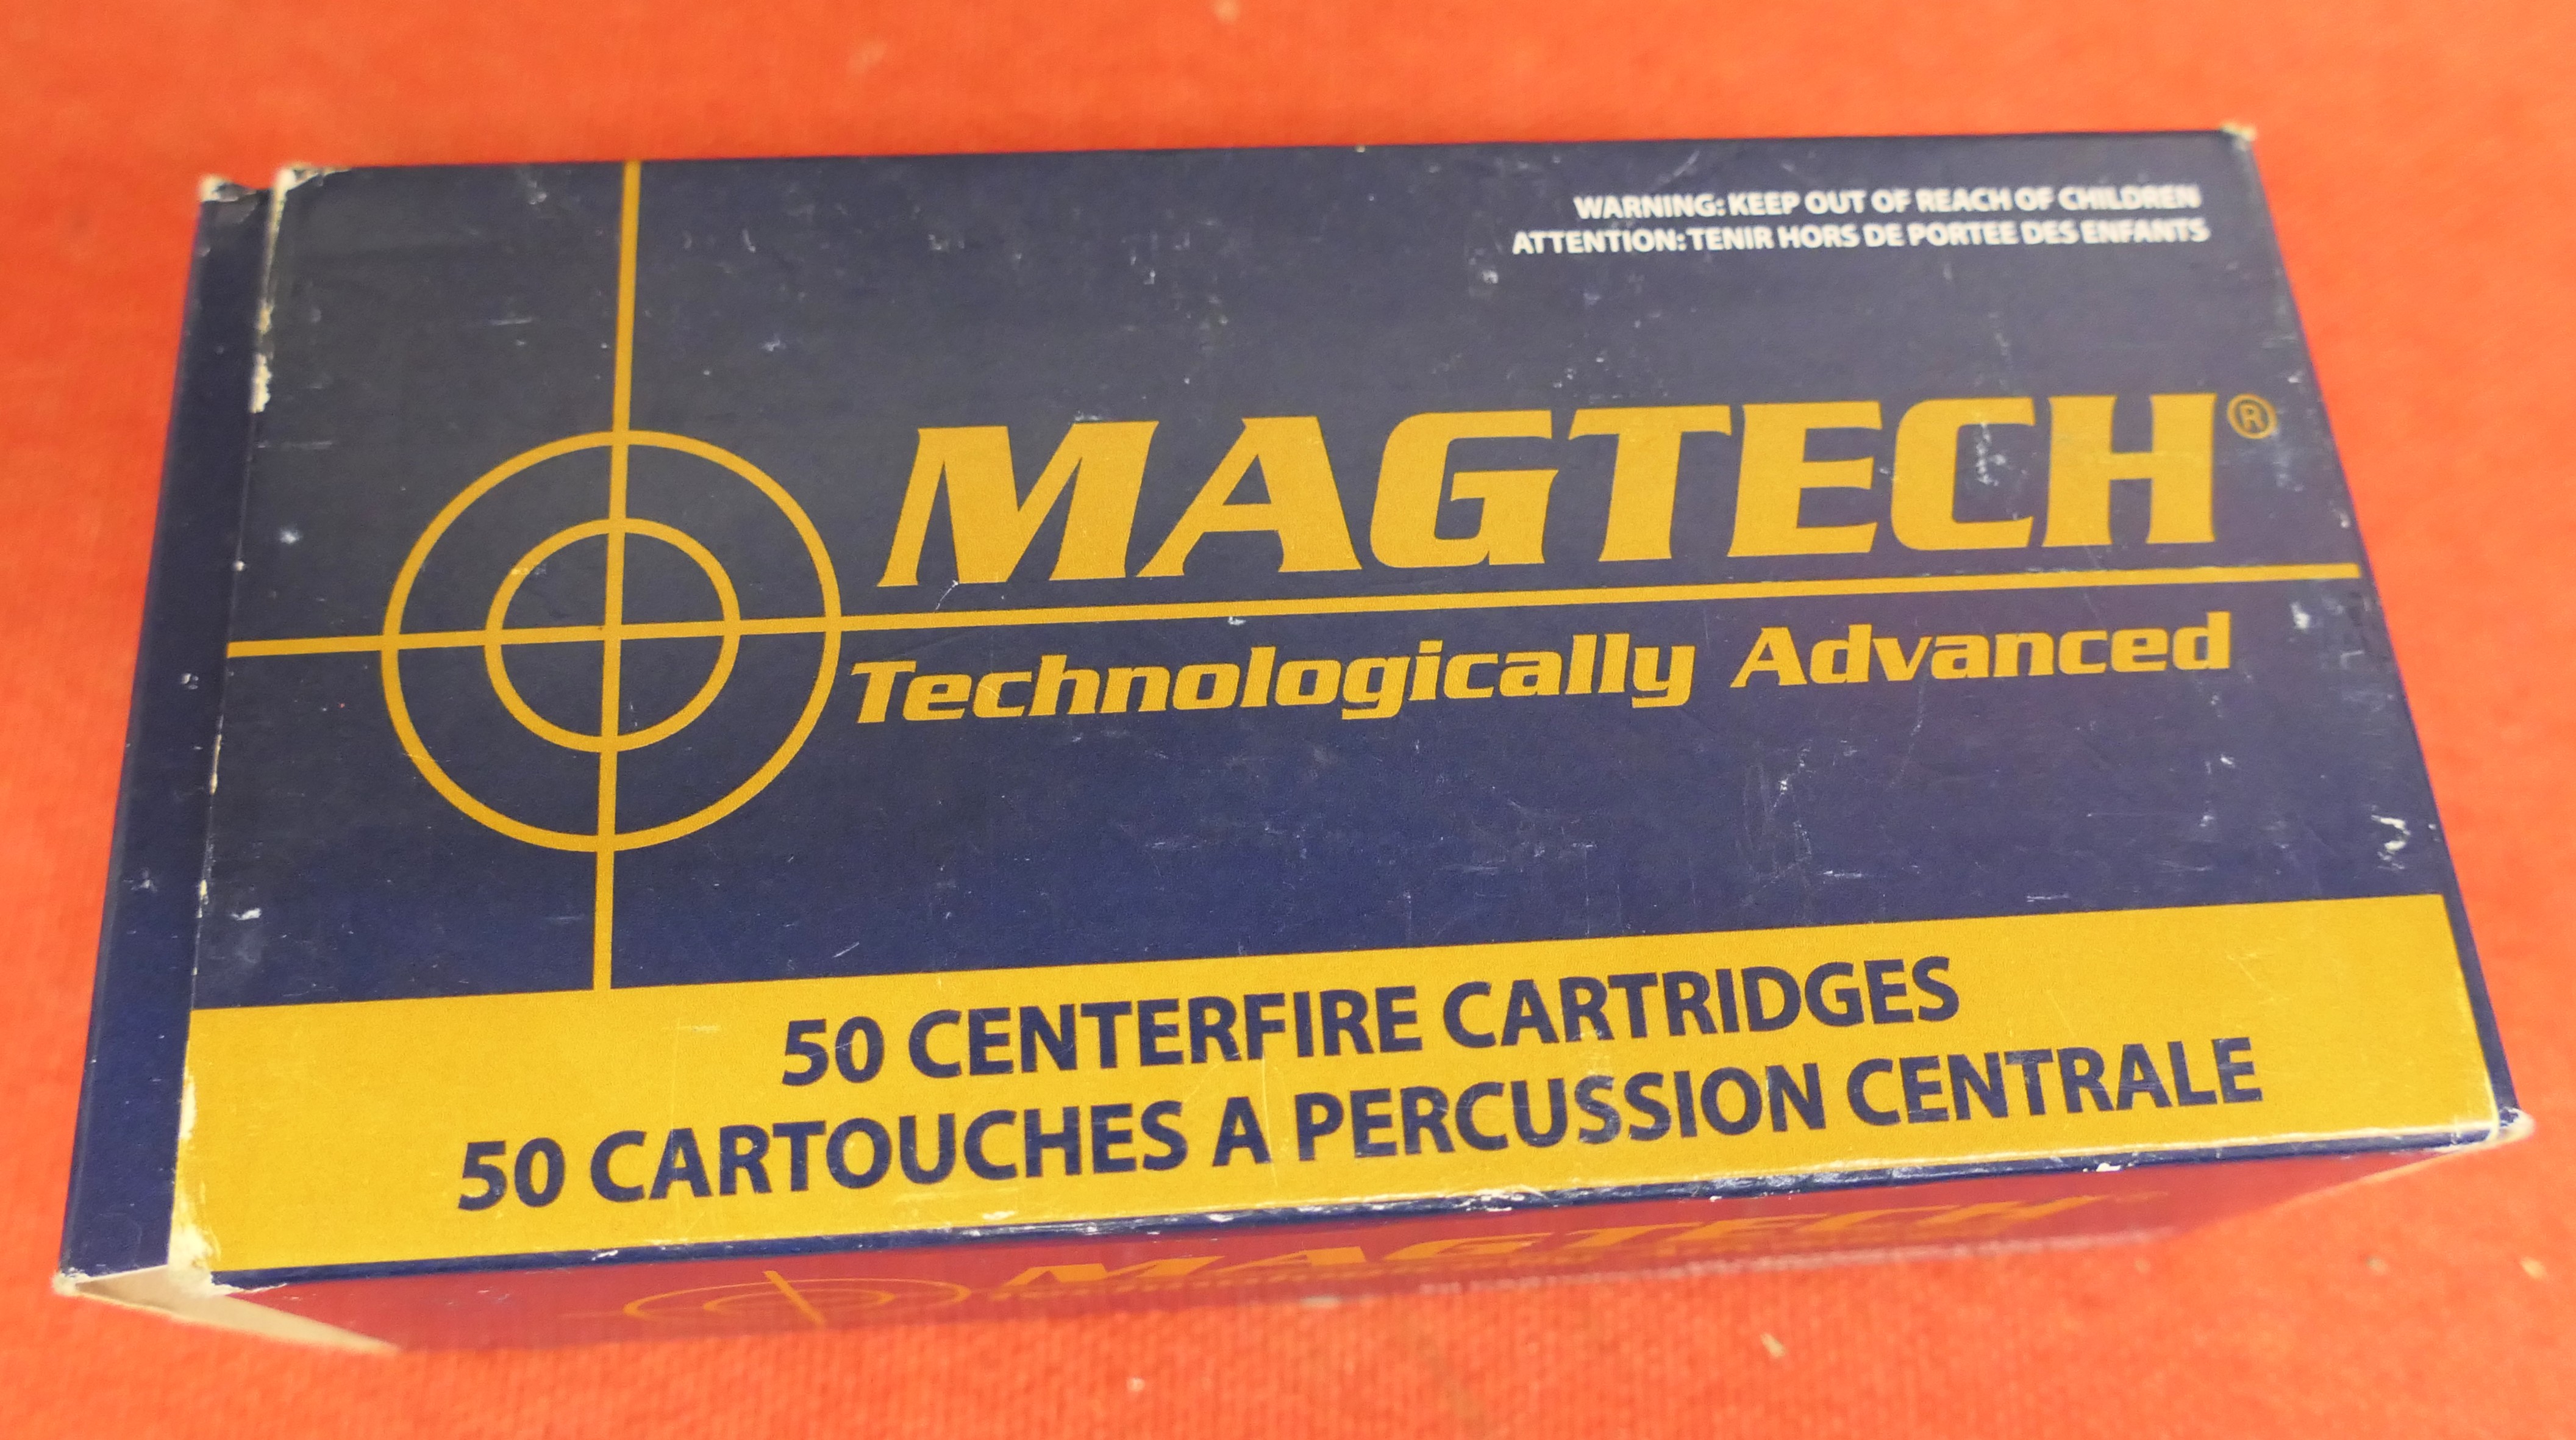 WARNING: KEEP OUT OF REACH OF CHILDREN
ATTENTION: TENIR HORS DE PORTEE DES ENFANTS
MAGTECH®
Technologically Advanced
50 CENTERFIRE CARTRIDGES
50 CARTOUCHES A PERCUSSION CENTRALE
MAGTECH